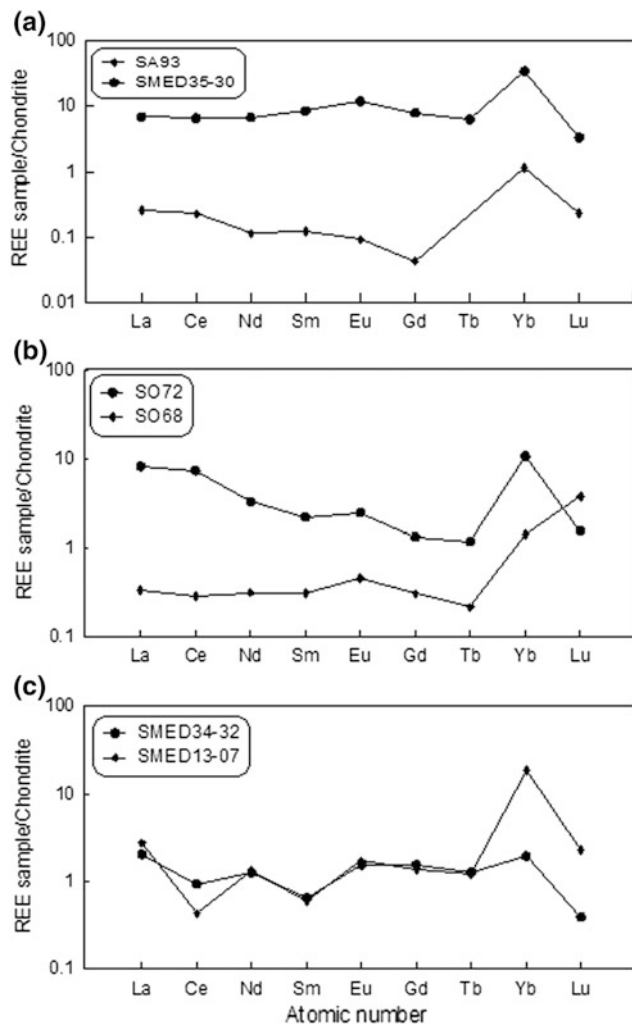 (a)
100
SA93
SMED35-30
10
1
0.1
0.01
REE sample/Chondrite
La Ce Nd Sm Eu Gd Tb Yb Lu
(b)
100
SO72
SO68
10
1
0.1
REE sample/Chondrite
La Ce Nd Sm Eu Gd Tb Yb Lu
(c)
100
SMED34-32
SMED13-07
10
1
0.1
REE sample/Chondrite
La Ce Nd Sm Eu Gd Tb Yb Lu
Atomic number